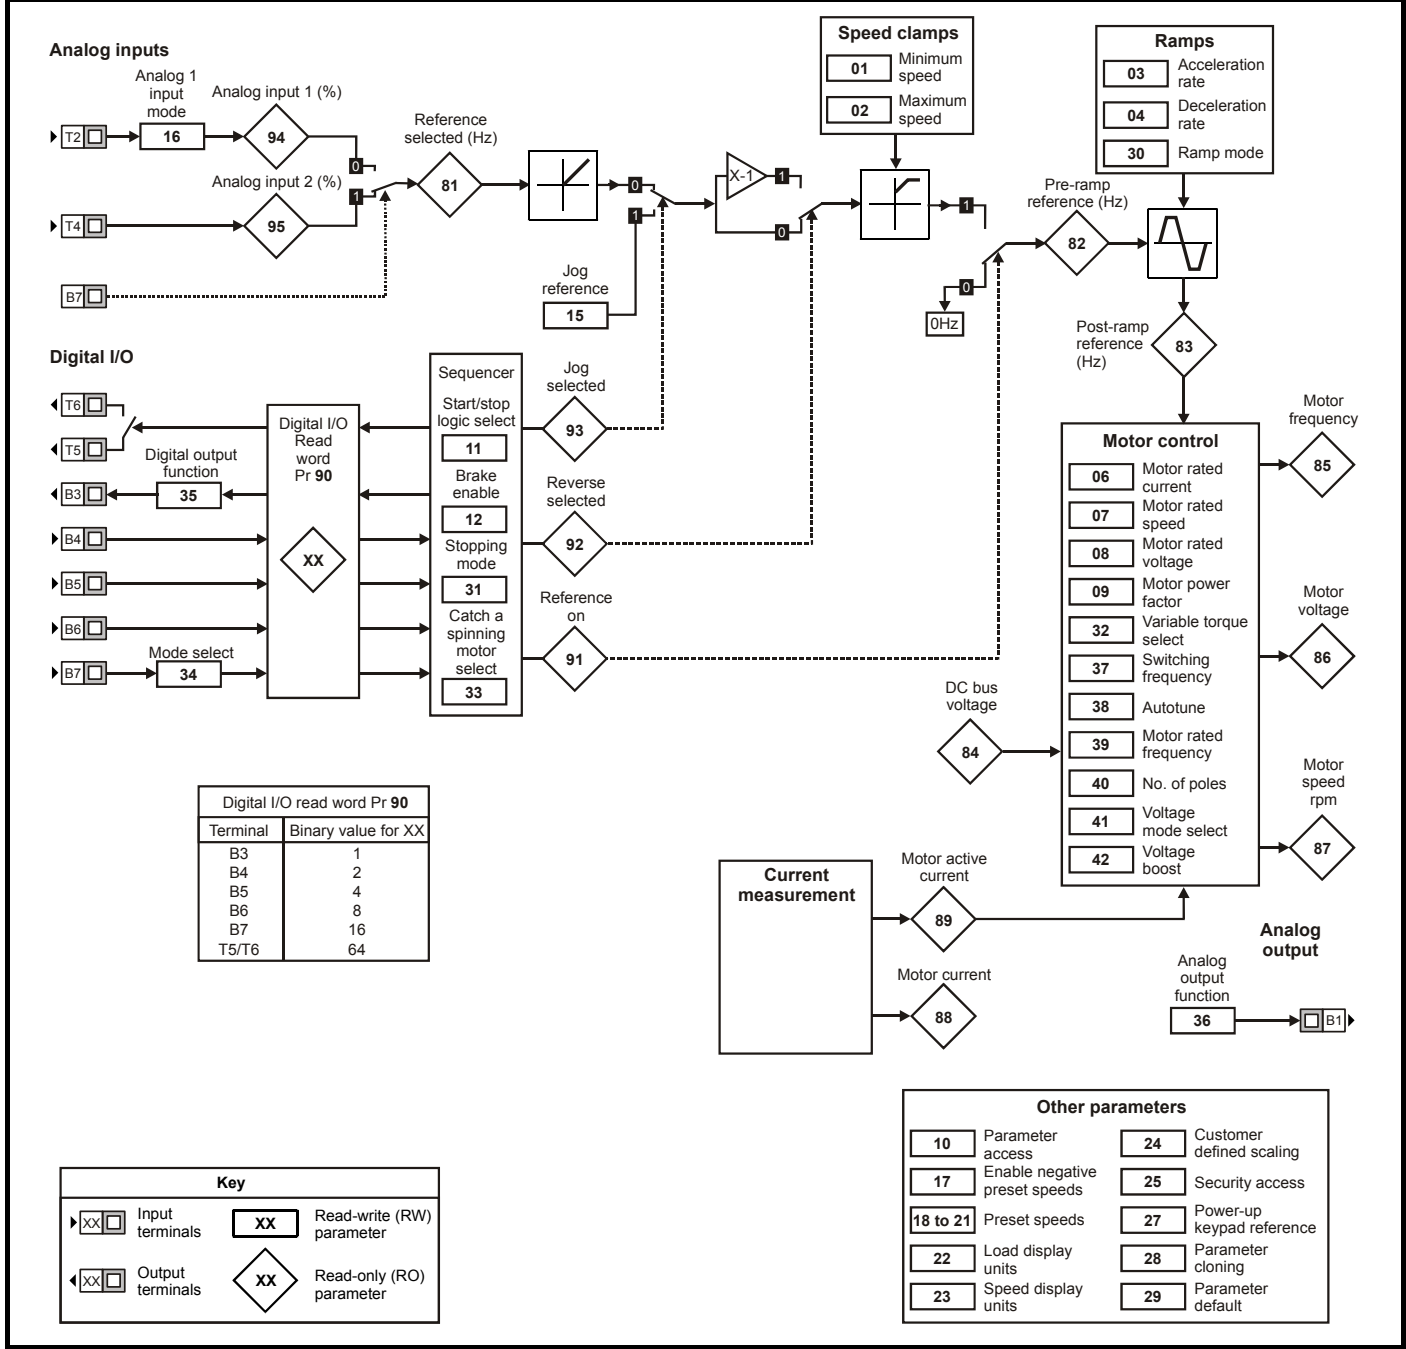 Analog inputs
Analog 1
input
mode
Analog input 1 (%)
T2
16
94
0
Analog input 2 (%)
1
T4
95
B7
Reference
selected (Hz)
81
0
1
Jog
reference
15
X-1
1
0
Speed clamps
01
Minimum
speed
02
Maximum
speed
1
0
0Hz
Pre-ramp
reference (Hz)
82
Ramps
03
Acceleration
rate
04
Deceleration
rate
30
Ramp mode
Post-ramp
reference
(Hz)
83
Digital I/O
T6
T5
Digital output
function
B3
35
B4
B5
B6
Mode select
B7
34
Digital I/O
Read
word
Pr 90
XX
Sequencer
Start/stop
logic select
11
Brake
enable
12
Stopping
mode
31
Catch a
spinning
motor
select
33
Jog
selected
93
Reverse
selected
92
Reference
on
91
Motor control
06
Motor rated
current
07
Motor rated
speed
08
Motor rated
voltage
09
Motor power
factor
32
Variable torque
select
37
Switching
frequency
38
Autotune
39
Motor rated
frequency
40
No. of poles
41
Voltage
mode select
42
Voltage
boost
Motor
frequency
85
Motor
voltage
86
Motor
speed
rpm
87
DC bus
voltage
84
Digital I/O read word Pr 90
Terminal Binary value for XX
B3 1
B4 2
B5 4
B6 8
B7 16
T5/T6 64
Current
measurement
Motor active
current
89
Motor current
88
Analog
output
Analog
output
function
36
B1
Key
XX
Input
terminals
XX
Read-write (RW)
parameter
XX
Output
terminals
XX
Read-only (RO)
parameter
Other parameters
10
Parameter
access
17
Enable negative
preset speeds
18 to 21
Preset speeds
22
Load display
units
23
Speed display
units
24
Customer
defined scaling
25
Security access
27
Power-up
keypad reference
28
Parameter
cloning
29
Parameter
default